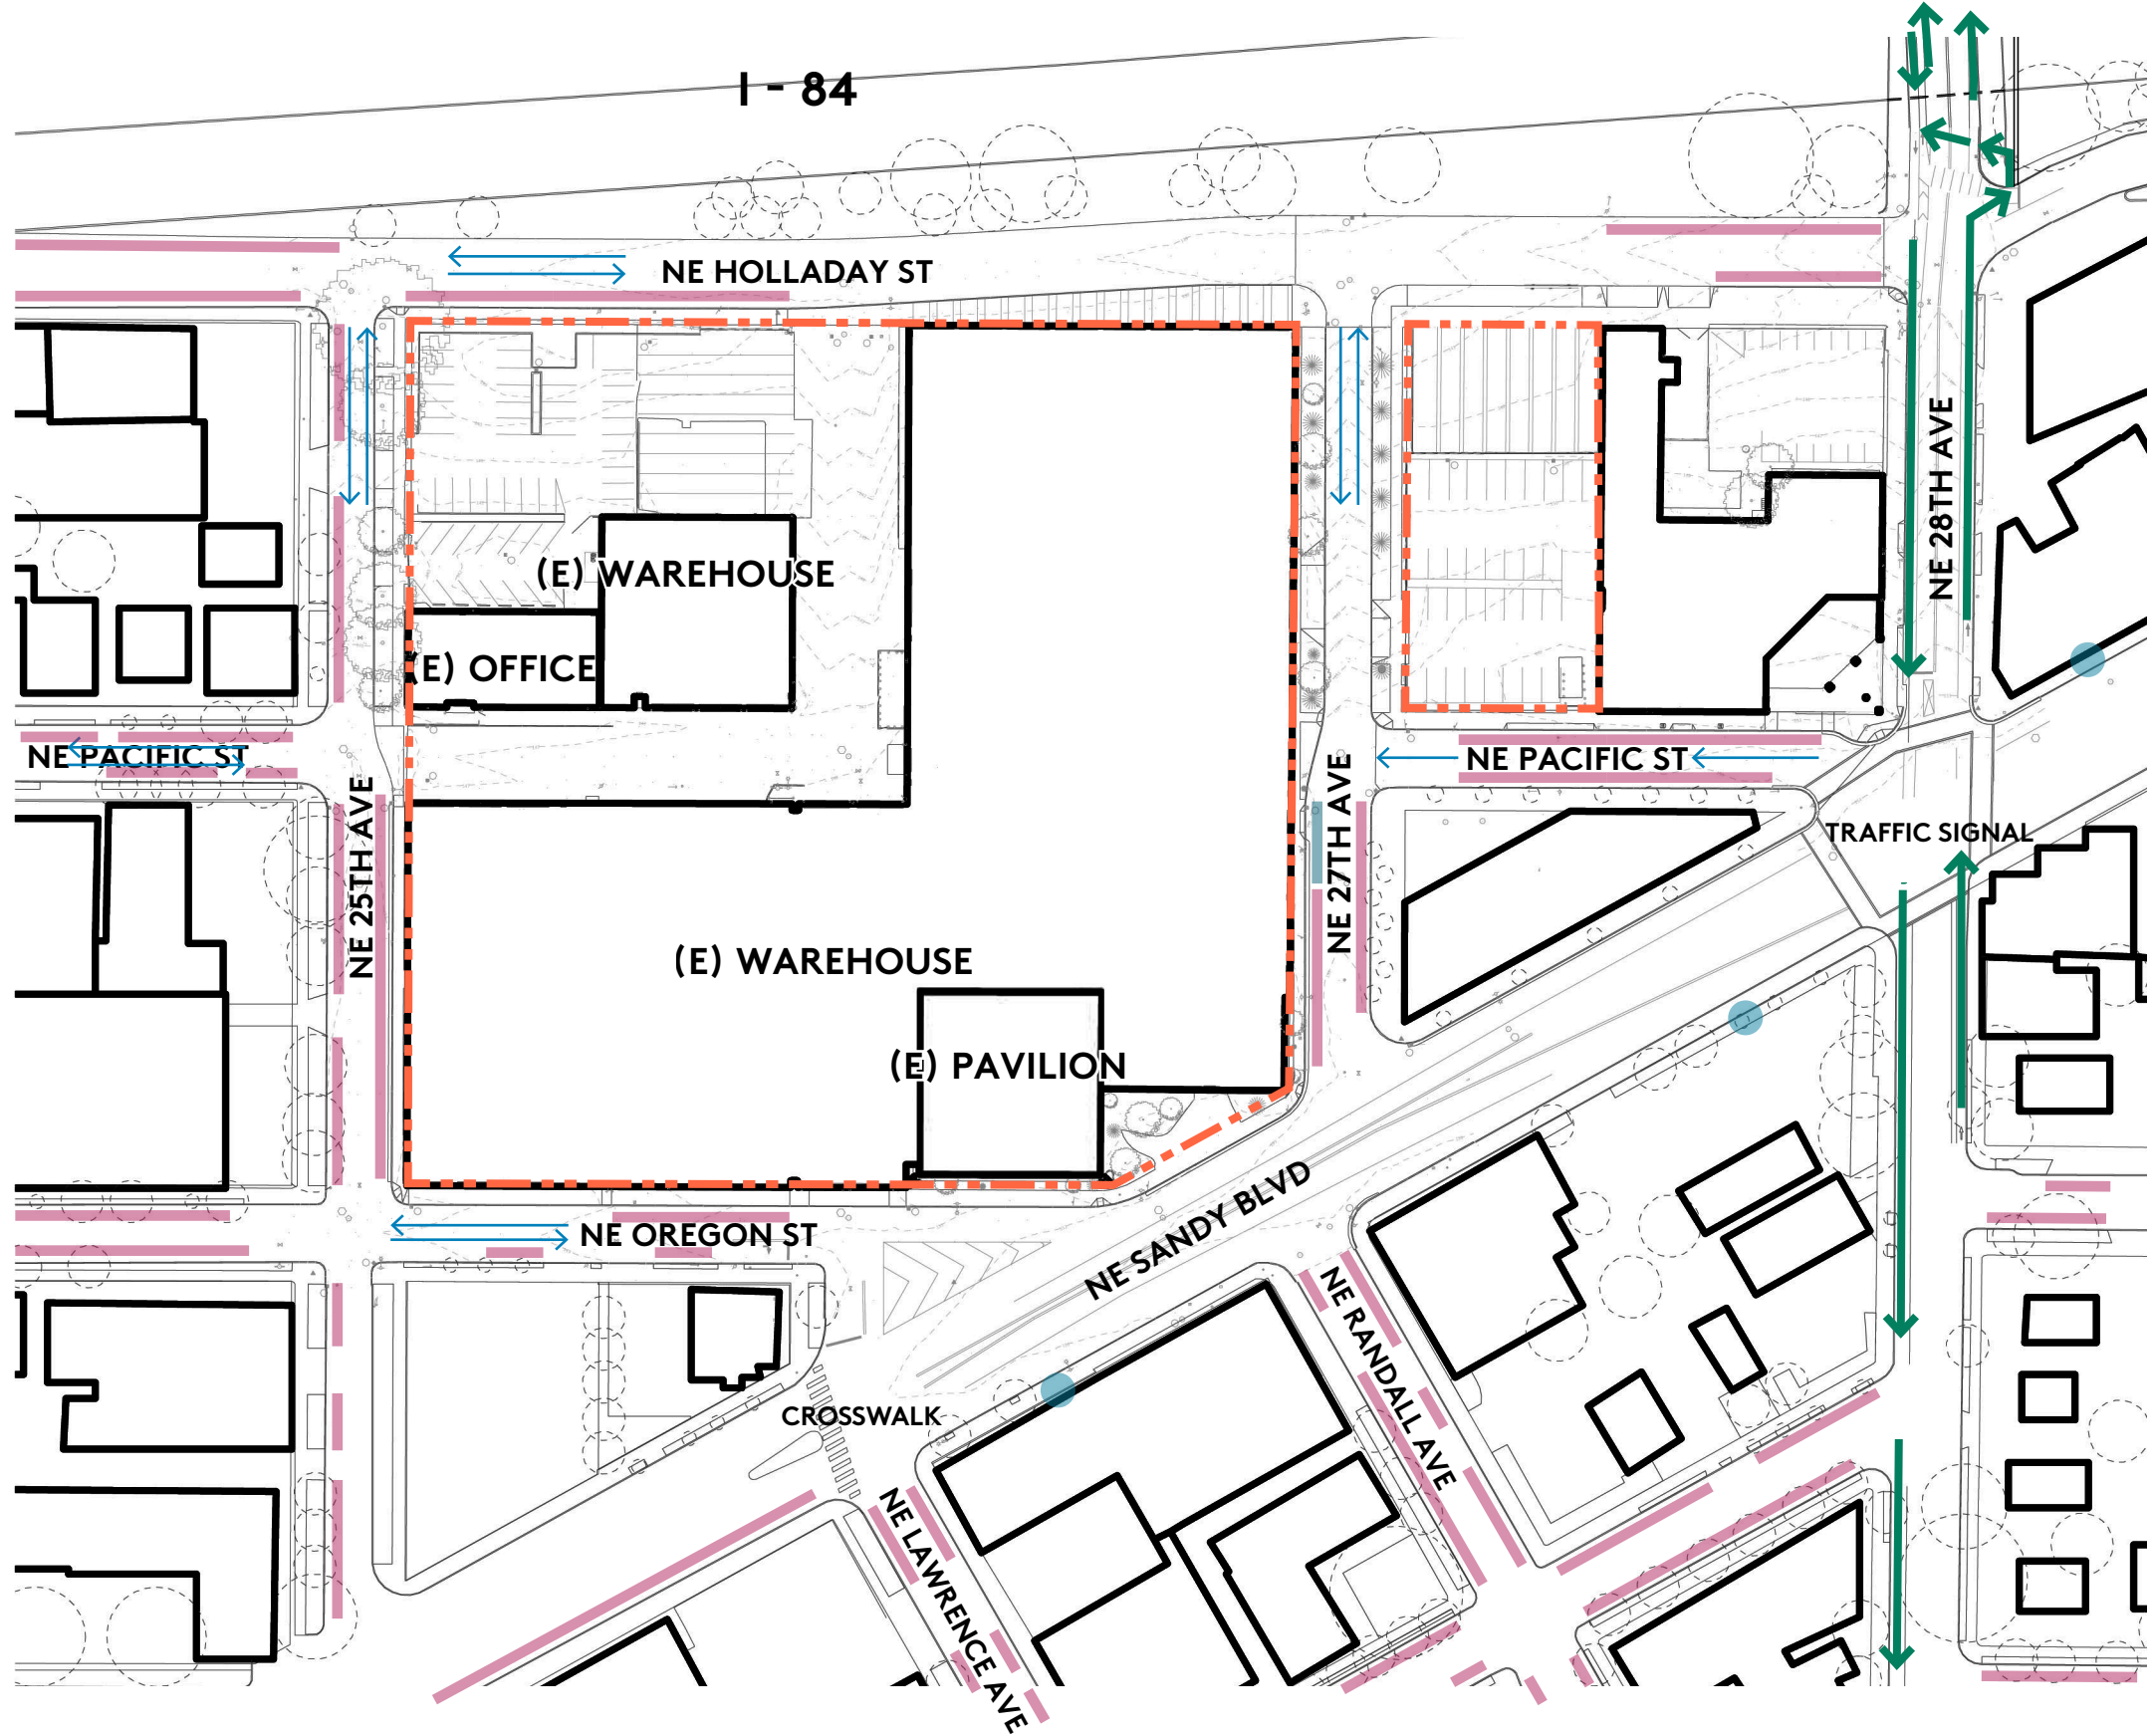 I - 84
NE HOLLADAY ST
NE 28TH AVE
(E) WAREHOUSE
(E) OFFICE
NE PACIFIC ST
NE PACIFIC ST
NE 25TH AVE
NE 27TH AVE
TRAFFIC SIGNAL
(E) WAREHOUSE
(E) PAVILION
NE OREGON ST
NE SANDY BLVD
NE RANDALL AVE
CROSSWALK
NE LAWRENCE AVE